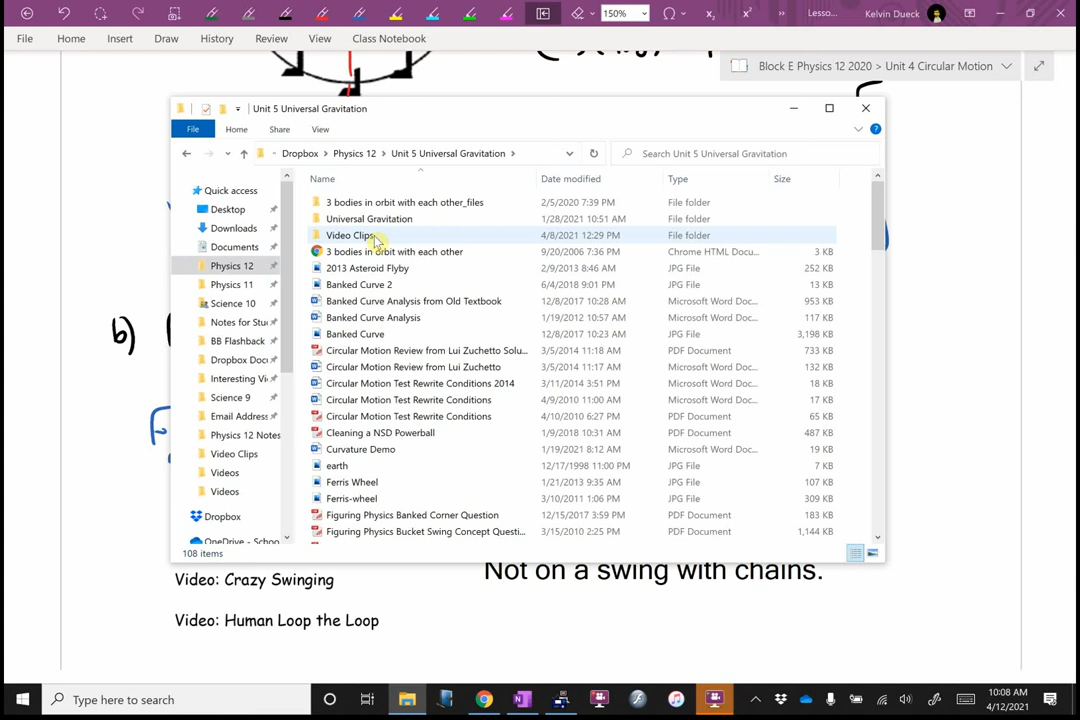 150%
Lesso...
Kelvin Dueck
File Home Insert Draw History Review View Class Notebook
Block E Physics 12 2020 > Unit 4 Circular Motion
Unit 5 Universal Gravitation
File Home Share View
Dropbox > Physics 12 > Unit 5 Universal Gravitation >
Search Unit 5 Universal Gravitation
Name Date modified Type Size
Quick access
Desktop
Downloads
Documents
Physics 12
Physics 11
Science 10
Notes for Stu
BB Flashback
Dropbox Docu
Interesting Vi
Science 9
Email Address
Physics 12 Notes
Video Clips
Videos
Videos
Dropbox
OneDrive - Schoo
3 bodies in orbit with each other_files 2/5/2020 7:39 PM File folder
Universal Gravitation 1/28/2021 10:51 AM File folder
Video Clips 4/8/2021 12:29 PM File folder
3 bodies in orbit with each other 9/20/2006 7:36 PM Chrome HTML Docu... 3 KB
2013 Asteroid Flyby 2/9/2013 8:46 AM JPG File 252 KB
Banked Curve 2 6/4/2018 9:01 PM JPG File 13 KB
Banked Curve Analysis from Old Textbook 12/8/2017 10:28 AM Microsoft Word Doc... 953 KB
Banked Curve Analysis 1/19/2012 10:57 AM Microsoft Word Doc... 117 KB
Banked Curve 12/8/2017 10:23 AM JPG File 3,198 KB
Circular Motion Review from Lui Zuchetto Solu... 3/5/2014 11:18 AM PDF Document 733 KB
Circular Motion Review from Lui Zuchetto 3/5/2014 11:17 AM Microsoft Word Doc... 132 KB
Circular Motion Test Rewrite Conditions 2014 3/11/2014 3:51 PM Microsoft Word Doc... 18 KB
Circular Motion Test Rewrite Conditions 4/9/2010 11:00 AM Microsoft Word Doc... 17 KB
Circular Motion Test Rewrite Conditions 4/10/2010 6:27 PM PDF Document 65 KB
Cleaning a NSD Powerball 1/9/2018 10:31 AM PDF Document 487 KB
Curvature Demo 1/19/2021 8:12 AM Microsoft Word Doc... 19 KB
earth 12/17/1998 11:00 PM JPG File 7 KB
Ferris Wheel 1/21/2013 9:35 AM JPG File 107 KB
Ferris-wheel 3/10/2011 1:06 PM JPG File 309 KB
Figuring Physics Banked Corner Question 12/15/2017 3:59 PM PDF Document 183 KB
Figuring Physics Bucket Swing Concept Questi... 3/15/2010 2:25 PM PDF Document 1,144 KB
108 items
b)
F
Not on a swing with chains.
Video: Crazy Swinging
Video: Human Loop the Loop
Type here to search
10:08 AM
4/12/2021